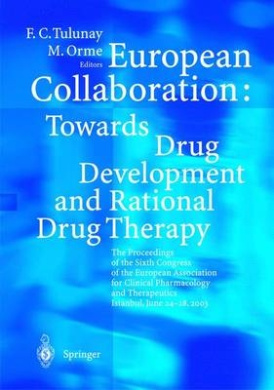 F. C. Tulunay
M. Orme
Editors
European
Collaboration:
Towards
Drug
Development
and Rational
Drug Therapy
The Proceedings
of the Sixth Congress
of the European Association
for Clinical Pharmacology
and Therapeutics
Istanbul, June 24–28, 2003
Springer